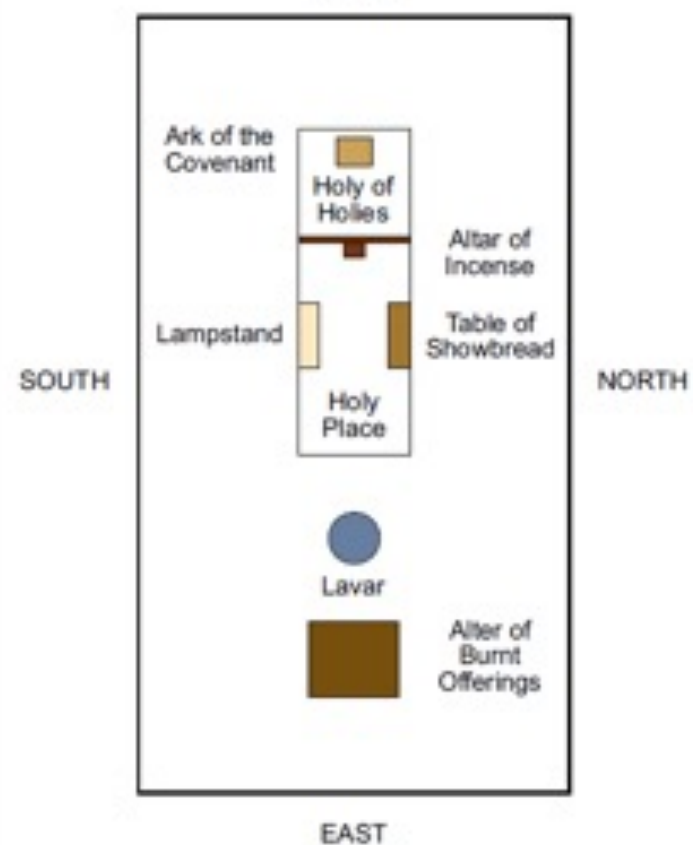 Ark of the
Covenant
Holy of
Holies
Altar of
Incense
Lampstand
Table of
Showbread
SOUTH
NORTH
Holy
Place
Lavar
Alter of
Burnt
Offerings
EAST